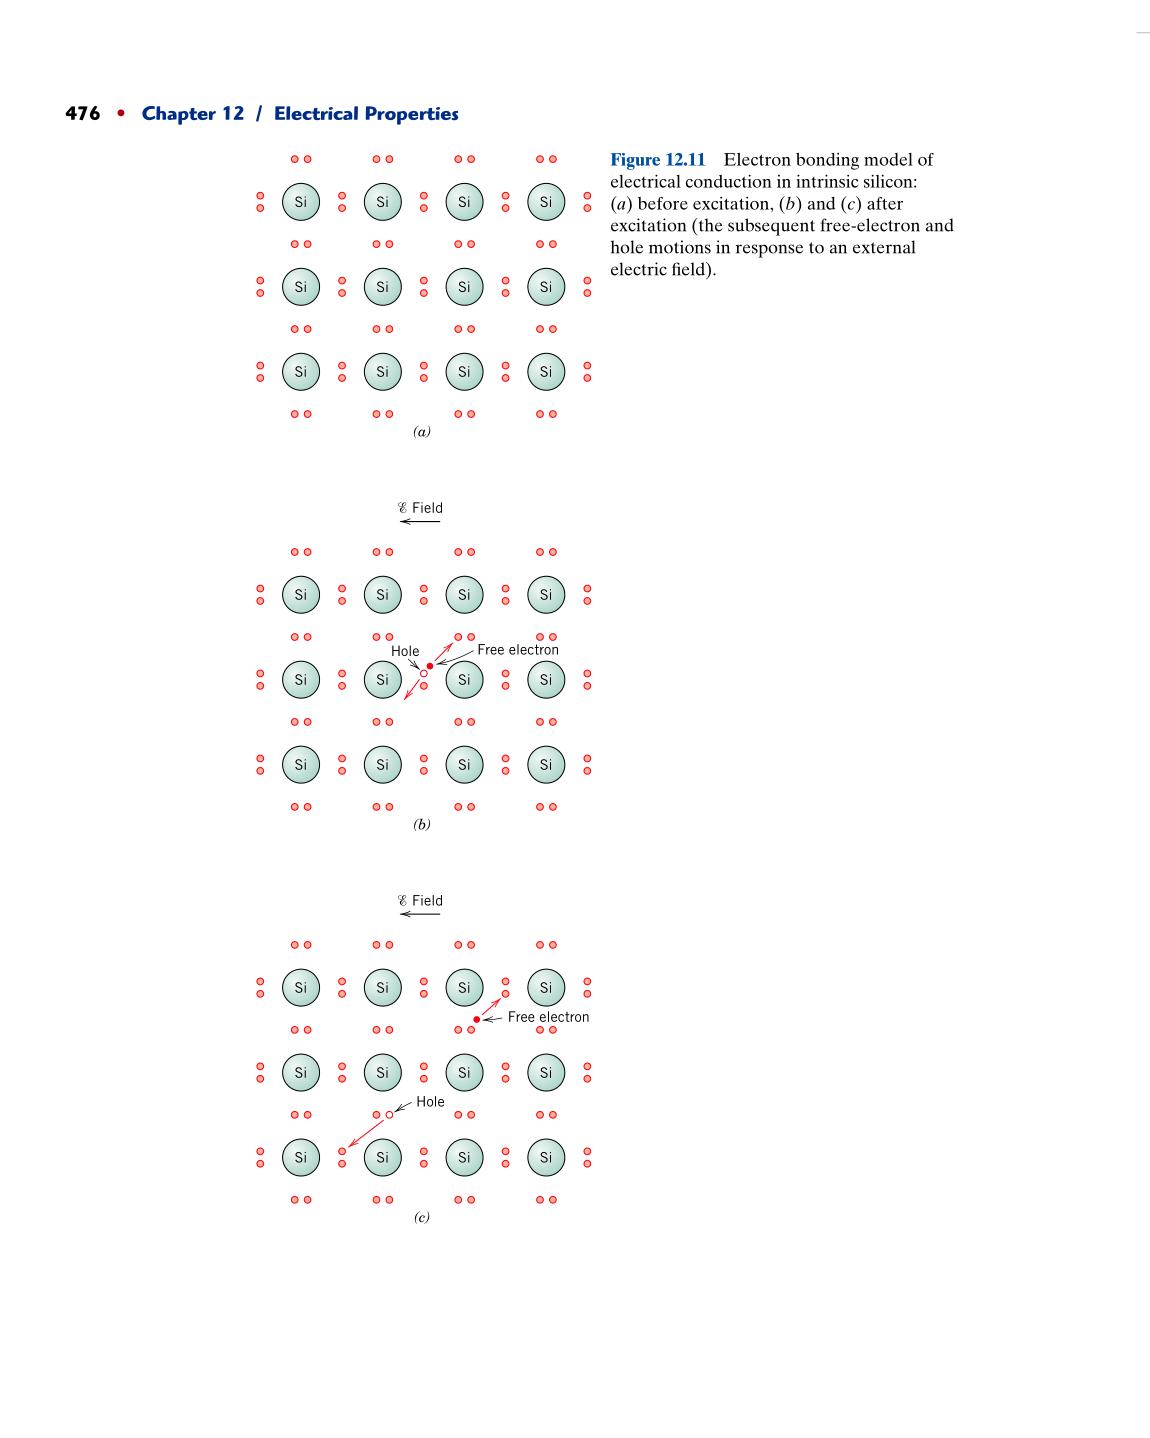 476 • Chapter 12 / Electrical Properties
Figure 12.11 Electron bonding model of
electrical conduction in intrinsic silicon:
(a) before excitation, (b) and (c) after
excitation (the subsequent free-electron and
hole motions in response to an external
electric field).
Si Si Si Si
Si Si Si Si
Si Si Si Si
(a)
ℰ Field
Si Si Si Si
Hole Free electron
Si Si Si Si
Si Si Si Si
(b)
ℰ Field
Si Si Si Si
Free electron
Si Si Si Si
Hole
Si Si Si Si
(c)